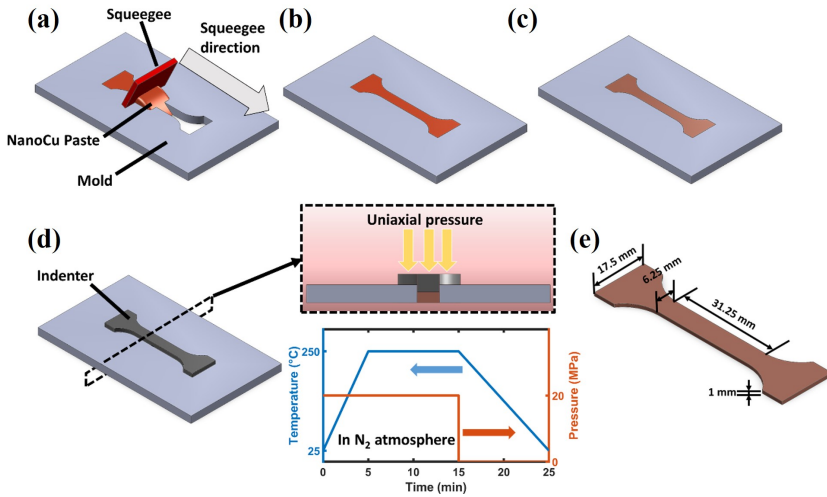 (a)
Squeegee
Squeegee
direction
NanoCu Paste
Mold
(b)
(c)
(d)
Indenter
Uniaxial pressure
Temperature (°C)
250
25
In N₂ atmosphere
20
0
Pressure (MPa)
0 5 10 15 20 25
Time (min)
(e)
17.5 mm
6.25 mm
31.25 mm
1 mm